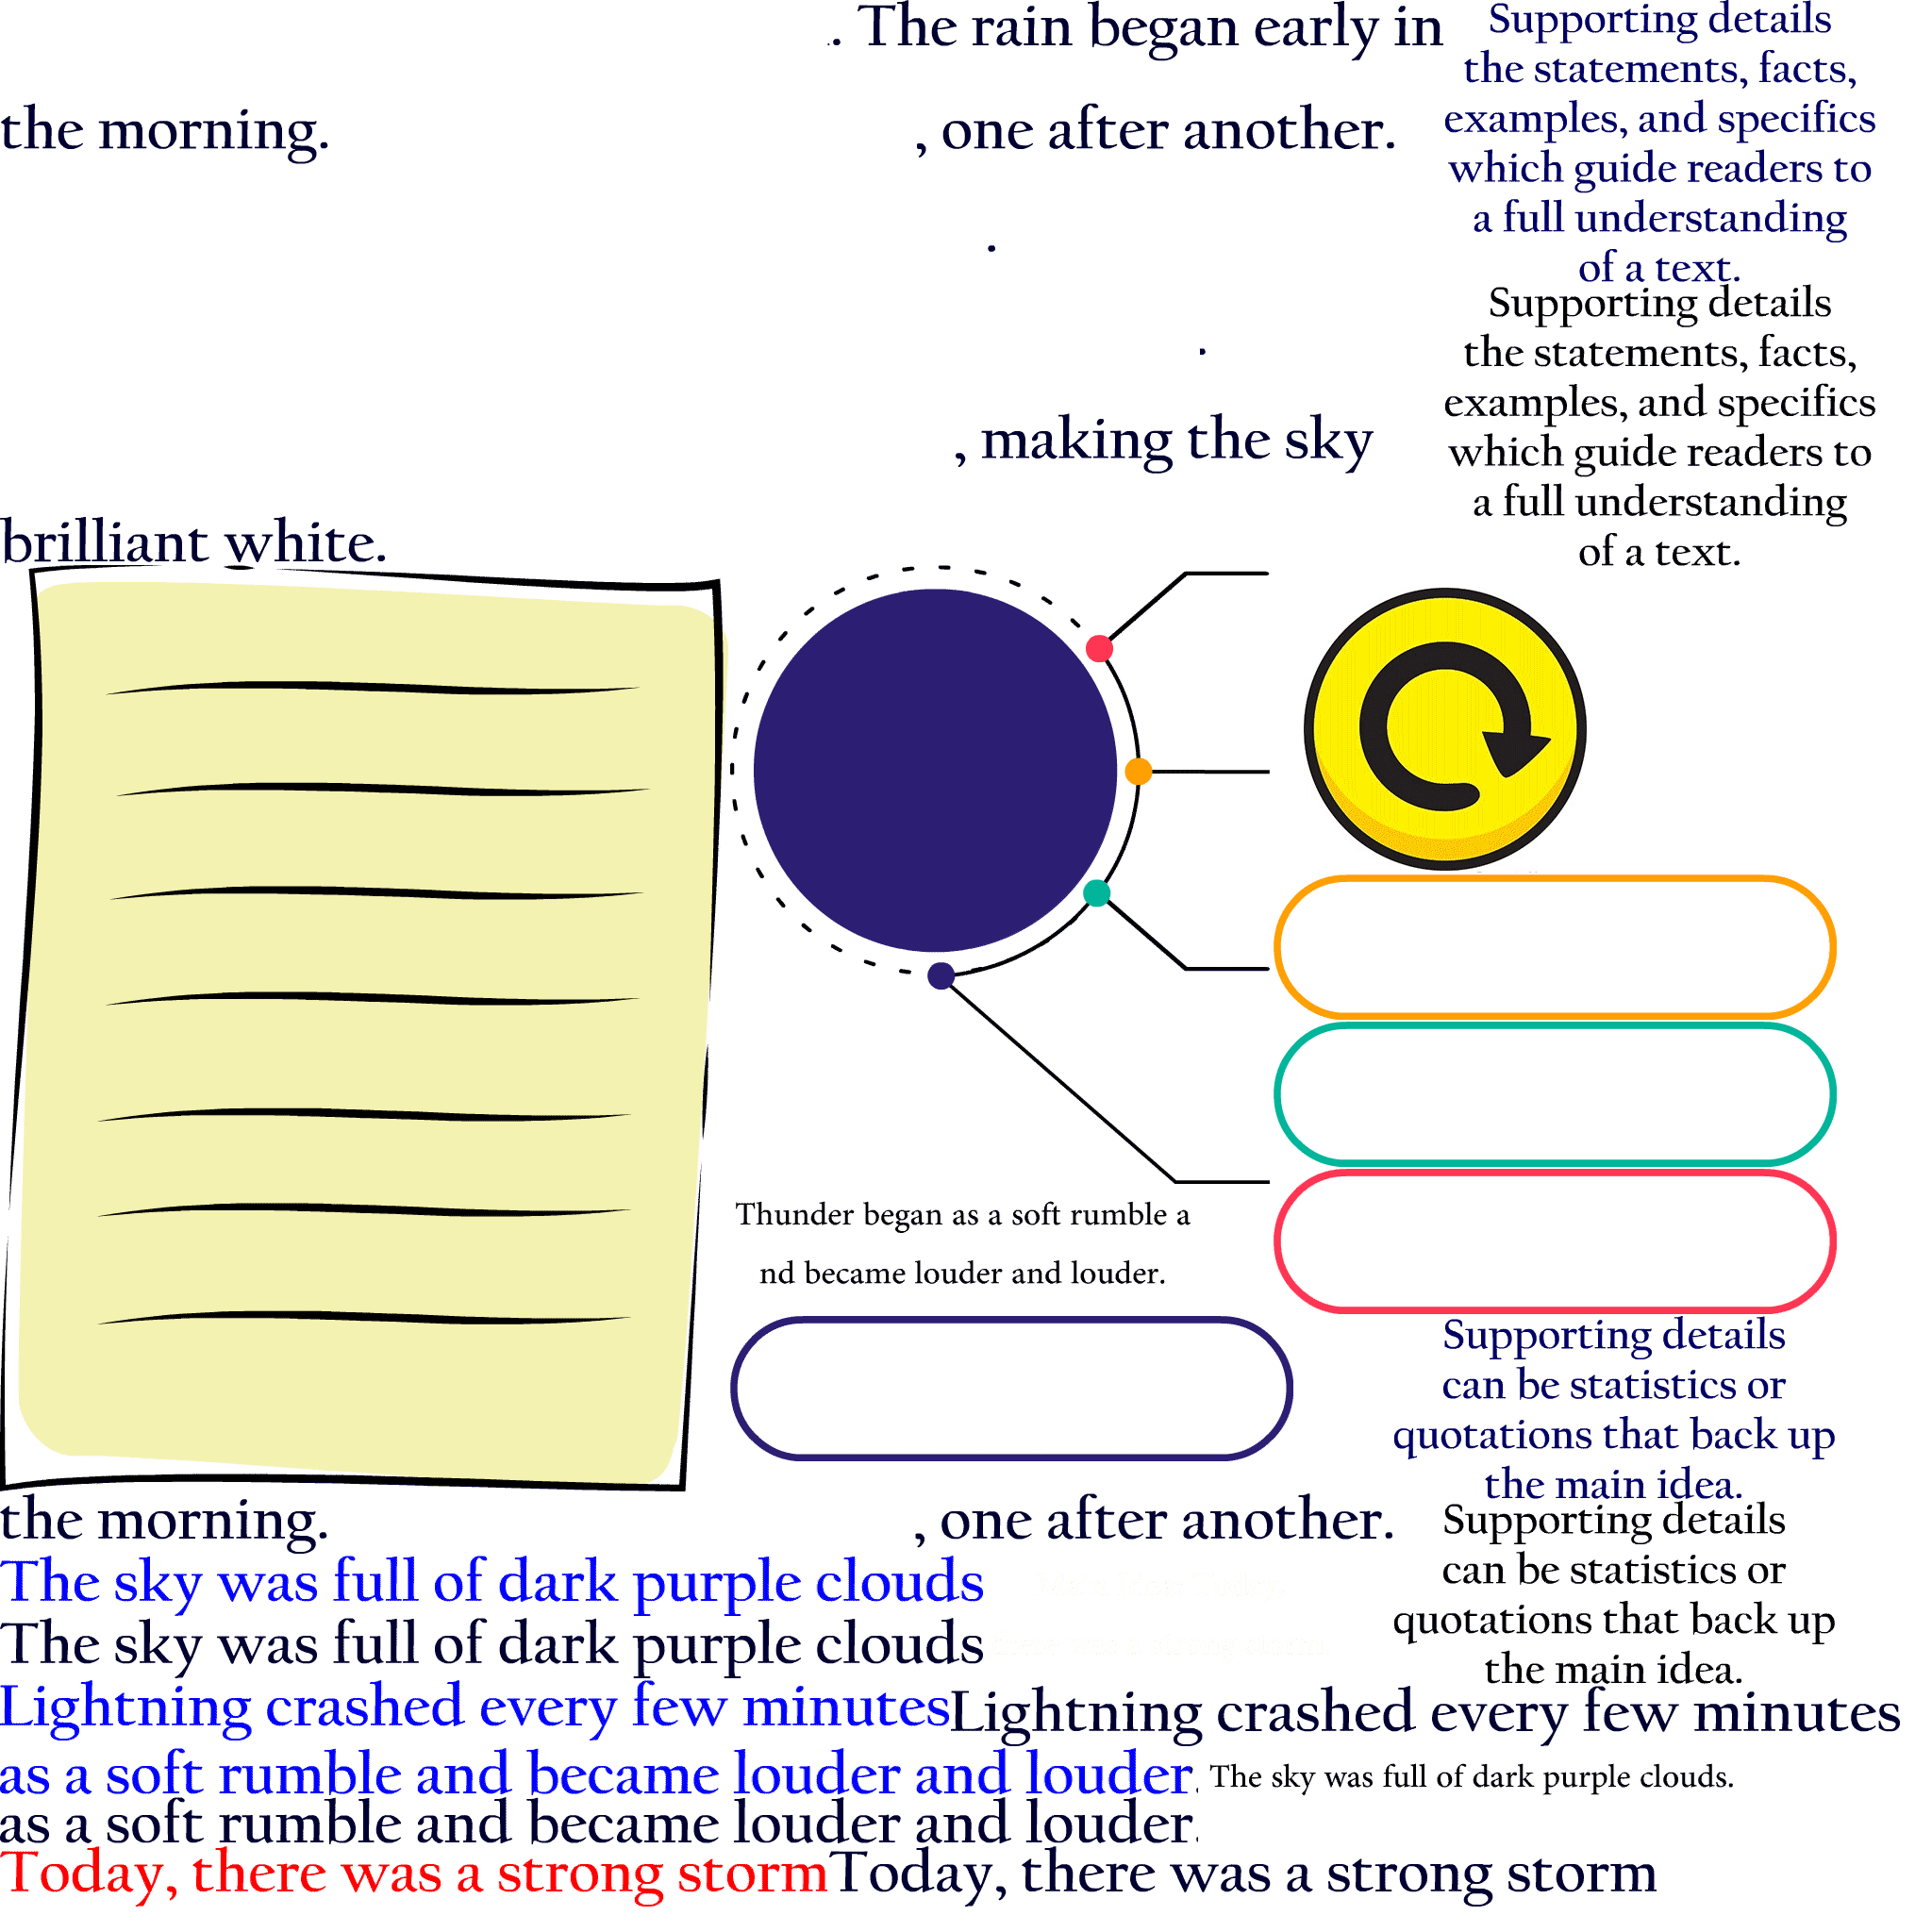 . The rain began early in
the morning.
, one after another.
.
.
, making the sky
brilliant white.
Supporting details
the statements, facts,
examples, and specifics
which guide readers to
a full understanding
of a text.
Supporting details
the statements, facts,
examples, and specifics
which guide readers to
a full understanding
of a text.
Thunder began as a soft rumble a
nd became louder and louder.
Supporting details
can be statistics or
quotations that back up
the main idea.
Supporting details
can be statistics or
quotations that back up
the main idea.
the morning.
, one after another.
The sky was full of dark purple clouds
The sky was full of dark purple clouds
Lightning crashed every few minutes
Lightning crashed every few minutes
as a soft rumble and became louder and louder.
The sky was full of dark purple clouds.
as a soft rumble and became louder and louder.
Today, there was a strong storm
Today, there was a strong storm